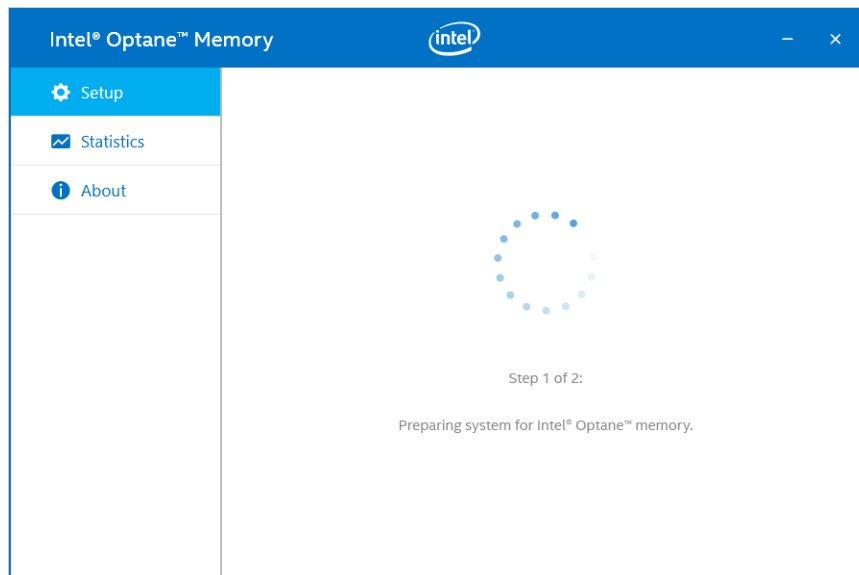 Intel® Optane™ Memory
intel
Setup
Statistics
About
Step 1 of 2:
Preparing system for Intel® Optane™ memory.